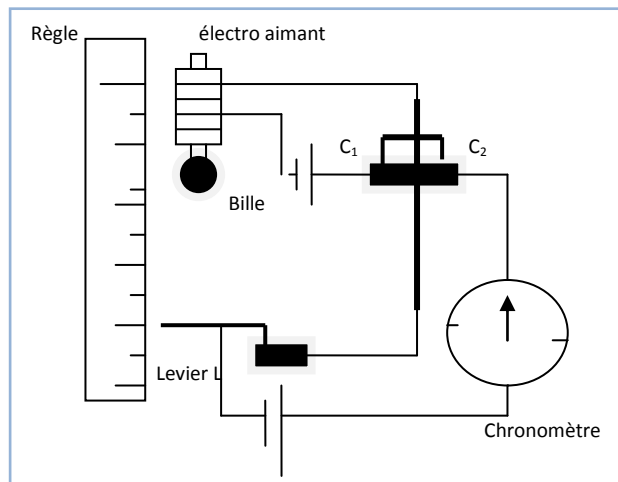 Règle
électro aimant
C₁
C₂
Bille
Levier L
Chronomètre